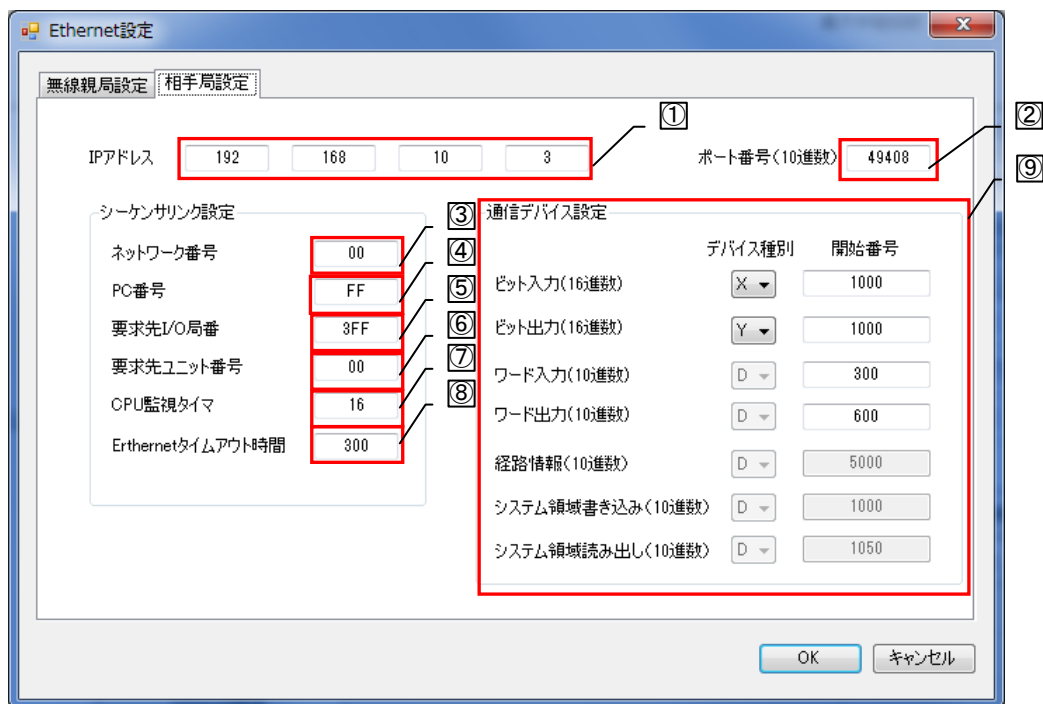 Ethernet設定
無線親局設定 相手局設定
①
②
IPアドレス 192 168 10 3 ポート番号(10進数) 49408
⑨
シーケンサリンク設定
ネットワーク番号 00 ③
PC番号 FF ④
要求先I/O局番 3FF ⑤
要求先ユニット番号 00 ⑥
CPU監視タイマ 16 ⑦
Erthernetタイムアウト時間 300 ⑧
通信デバイス設定
デバイス種別 開始番号
ビット入力(16進数) X 1000
ビット出力(16進数) Y 1000
ワード入力(10進数) D 300
ワード出力(10進数) D 600
経路情報(10進数) D 5000
システム領域書き込み(10進数) D 1000
システム領域読み出し(10進数) D 1050
OK キャンセル